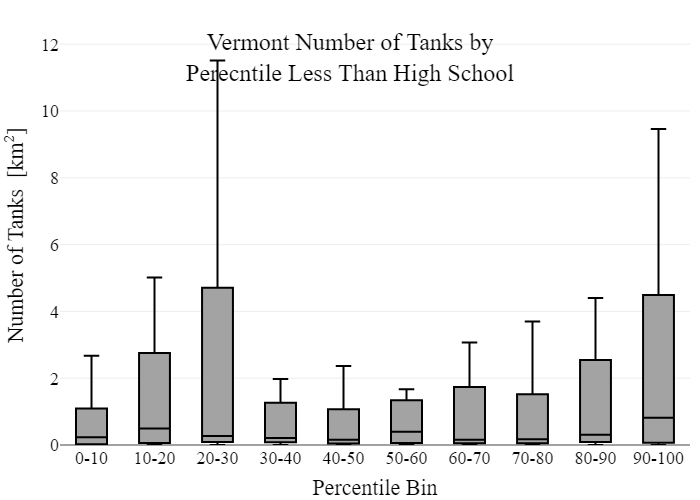 Vermont Number of Tanks by
Perecntile Less Than High School
Number of Tanks [km²]
12
10
8
6
4
2
0
0-10 10-20 20-30 30-40 40-50 50-60 60-70 70-80 80-90 90-100
Percentile Bin